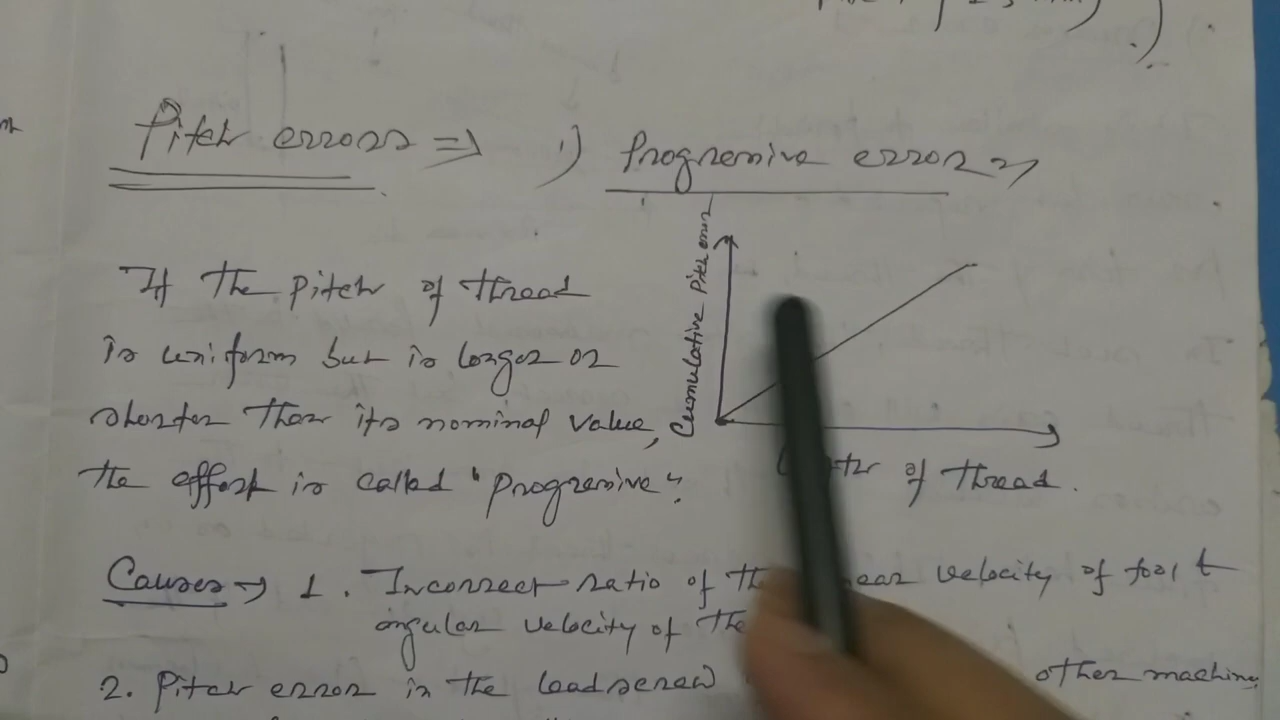 Pitch errors ⇒ 1) Progressive error →
Cumulative Pitch error
If the pitch of thread
is uniform but is longer or
shorter than its nominal value,
the effect is called "Progressive".
of thread.
Causes → 1. Incorrect ratio of the velocity of tool &
angular velocity of the
2. Pitch error in the leadscrew other machine